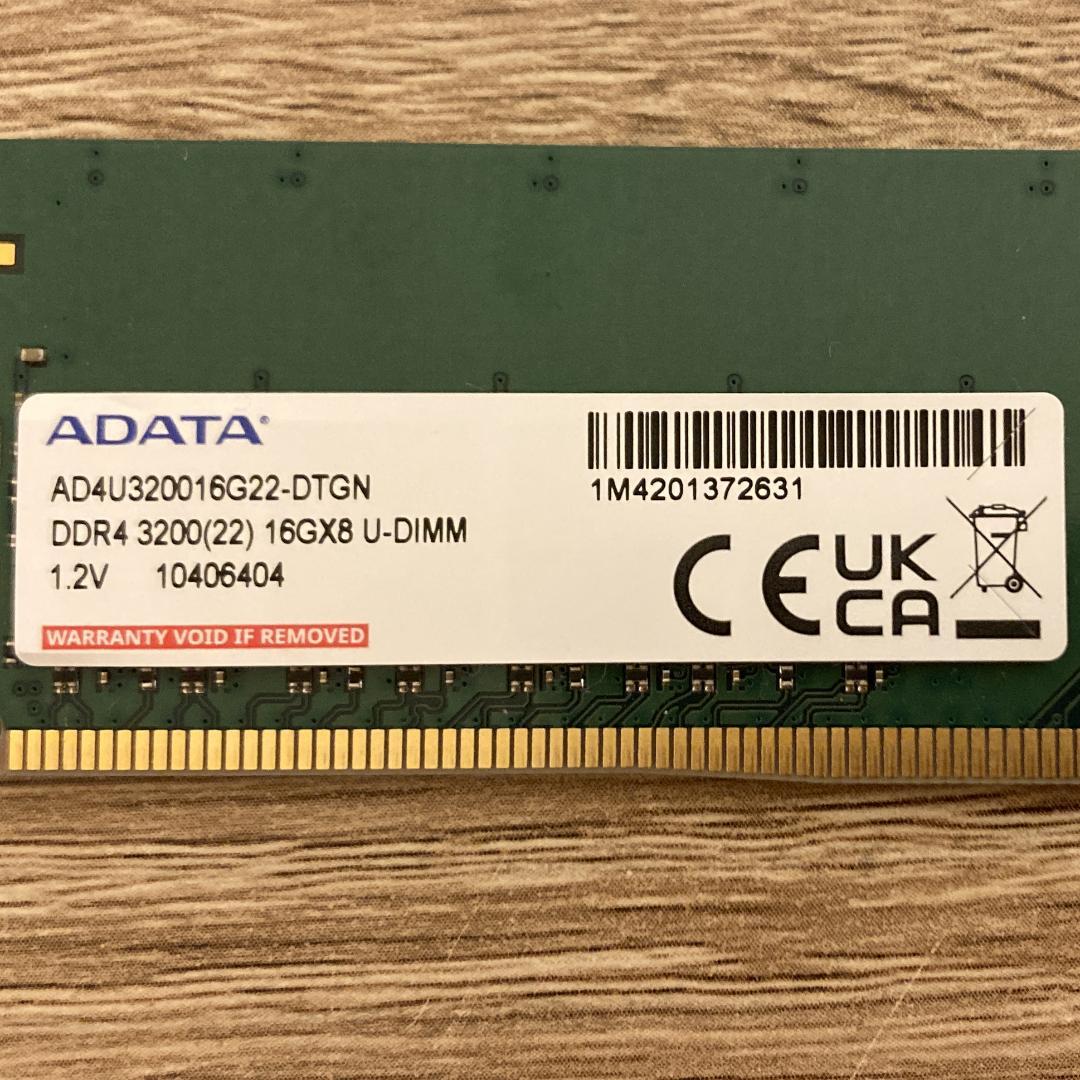 ADATA®
AD4U320016G22-DTGN
DDR4 3200(22) 16GX8 U-DIMM
1.2V 10406404
WARRANTY VOID IF REMOVED
1M4201372631
CE UK
CA